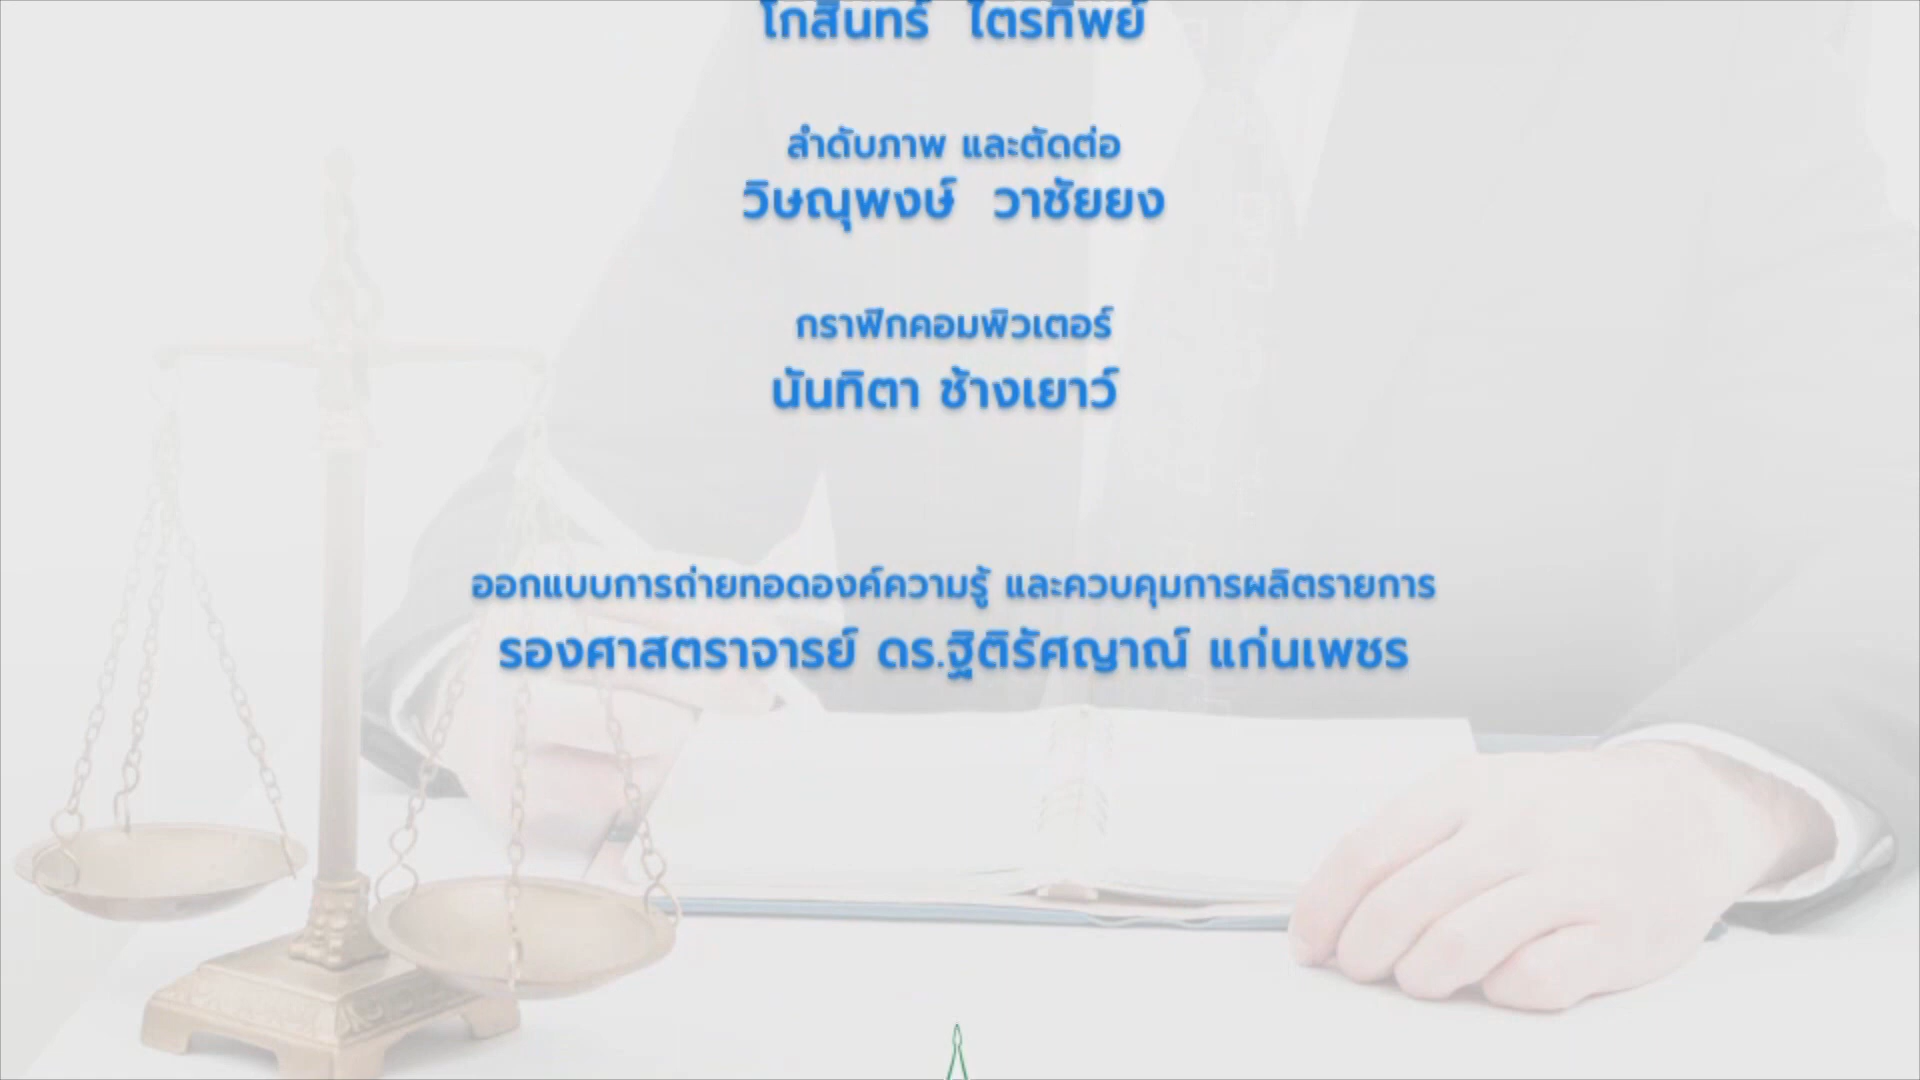 โกสินทร์ ไตรทิพย์
ลำดับภาพ และตัดต่อ
วิษณุพงษ์ วาชัยยง
กราฟิกคอมพิวเตอร์
นันทิตา ช้างเยาว์
ออกแบบการถ่ายทอดองค์ความรู้ และควบคุมการผลิตรายการ
รองศาสตราจารย์ ดร.ฐิติรัศญาณ์ แก่นเพชร